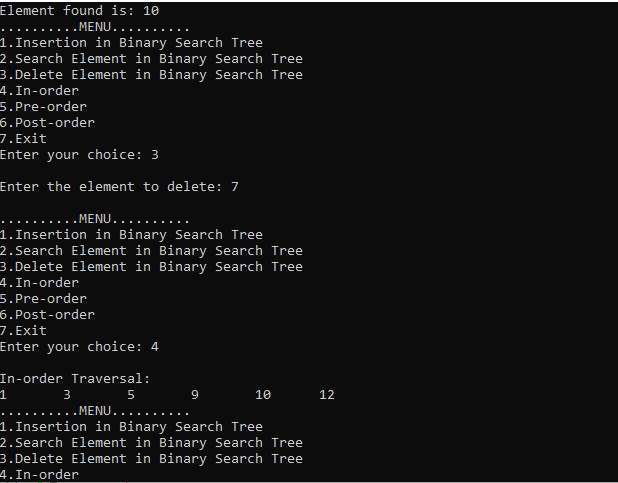 Element found is: 10
..........MENU..........
1.Insertion in Binary Search Tree
2.Search Element in Binary Search Tree
3.Delete Element in Binary Search Tree
4.In-order
5.Pre-order
6.Post-order
7.Exit
Enter your choice: 3
Enter the element to delete: 7
..........MENU..........
1.Insertion in Binary Search Tree
2.Search Element in Binary Search Tree
3.Delete Element in Binary Search Tree
4.In-order
5.Pre-order
6.Post-order
7.Exit
Enter your choice: 4
In-order Traversal:
1 3 5 9 10 12
..........MENU..........
1.Insertion in Binary Search Tree
2.Search Element in Binary Search Tree
3.Delete Element in Binary Search Tree
4.In-order